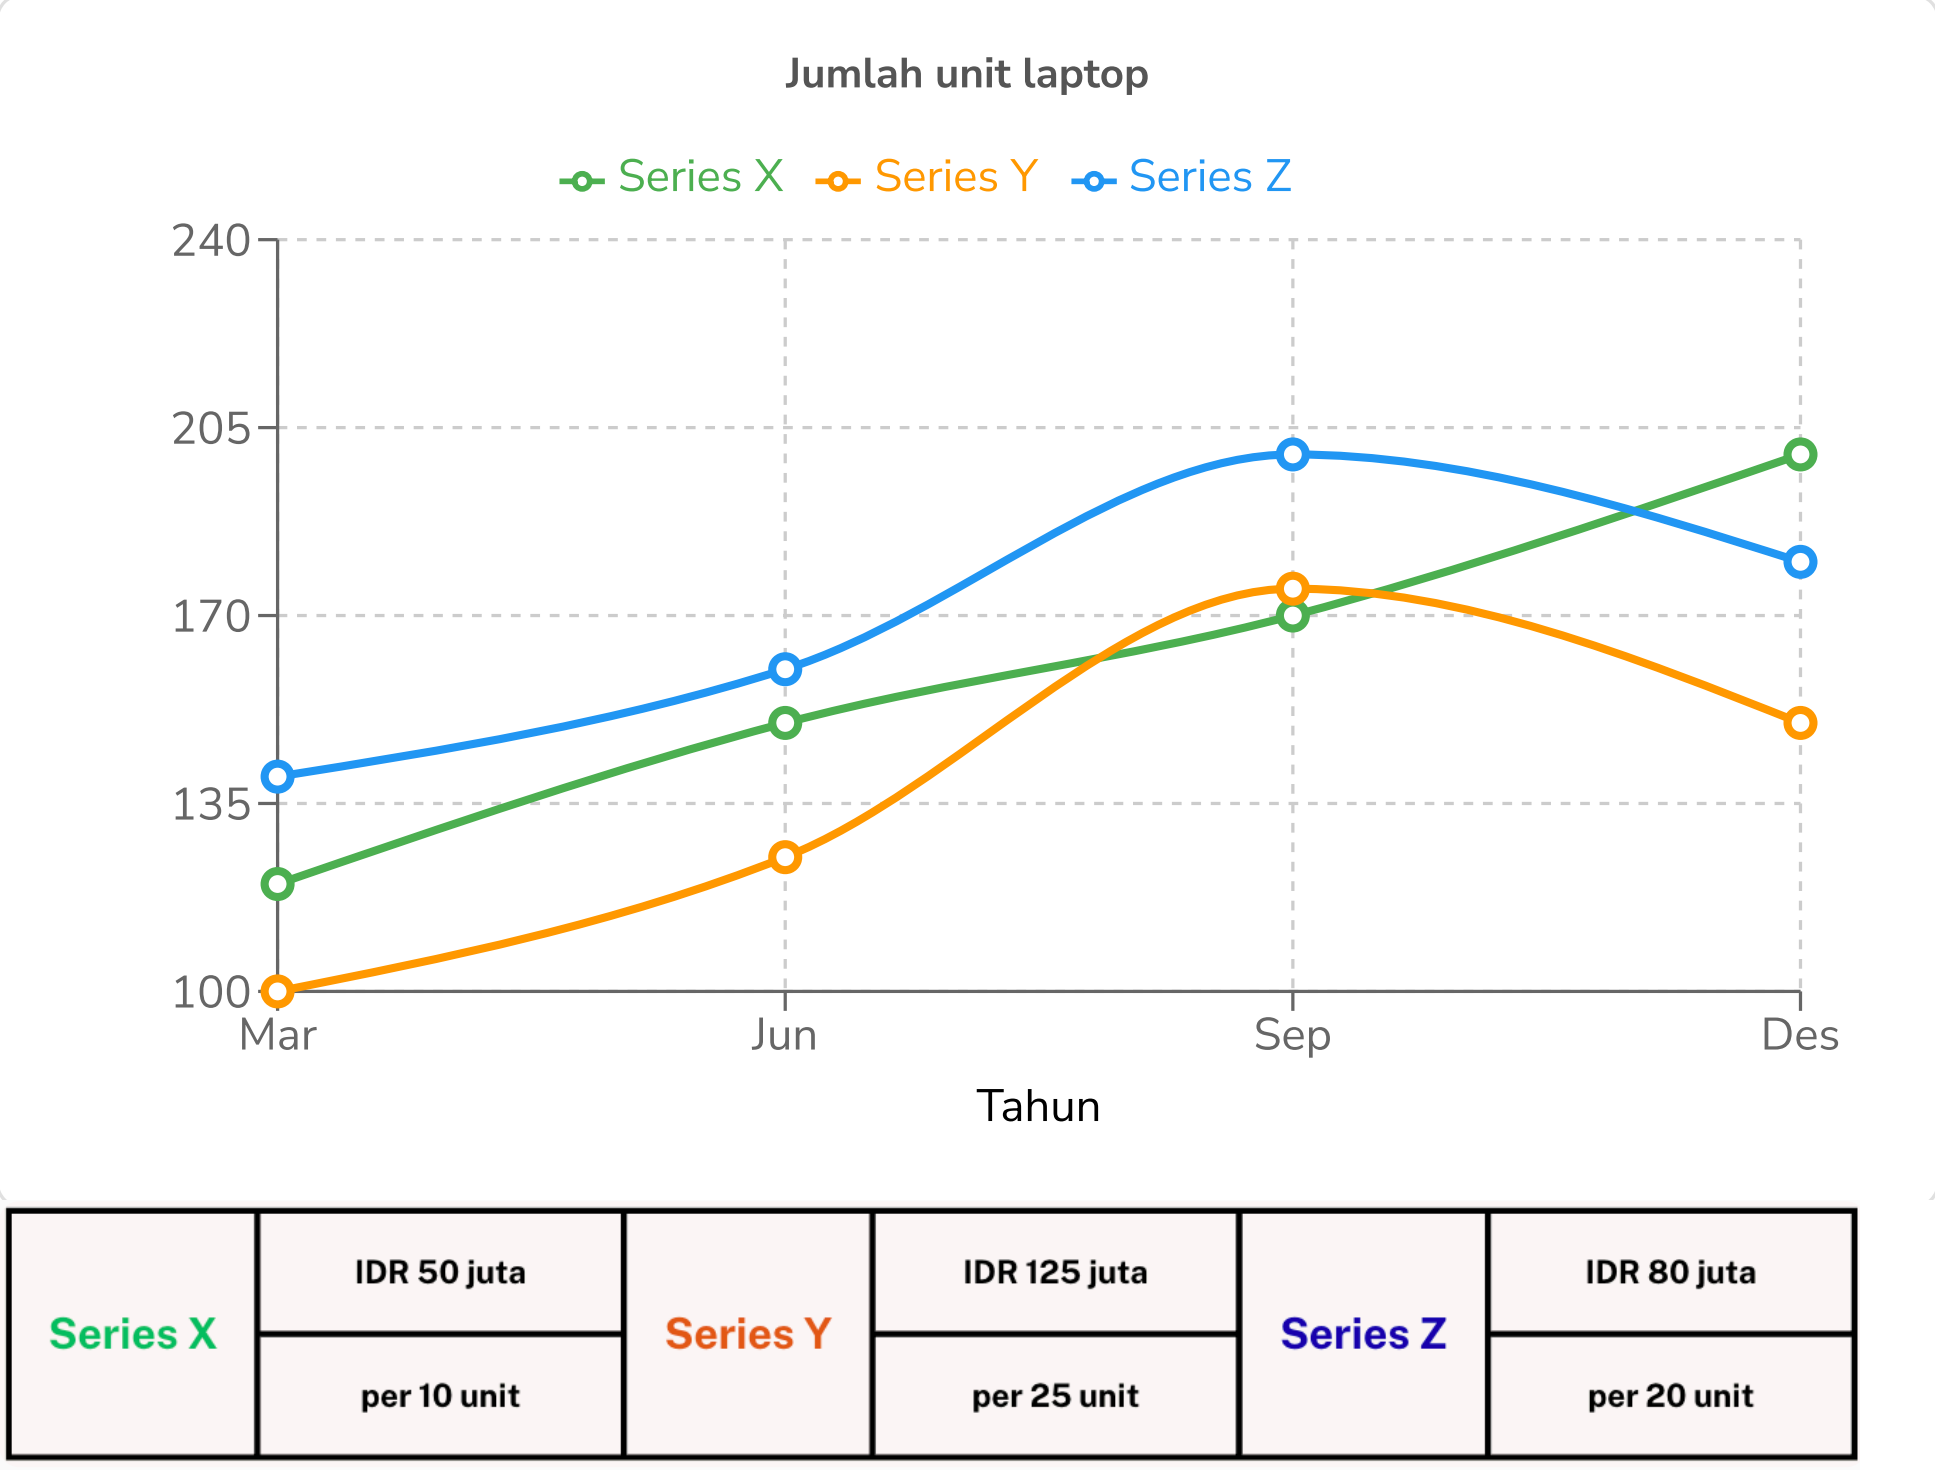 Jumlah unit laptop
Series X Series Y Series Z
240
205
170
135
100
Mar Jun Sep Des
Tahun
Series X
IDR 50 juta
per 10 unit
Series Y
IDR 125 juta
per 25 unit
Series Z
IDR 80 juta
per 20 unit